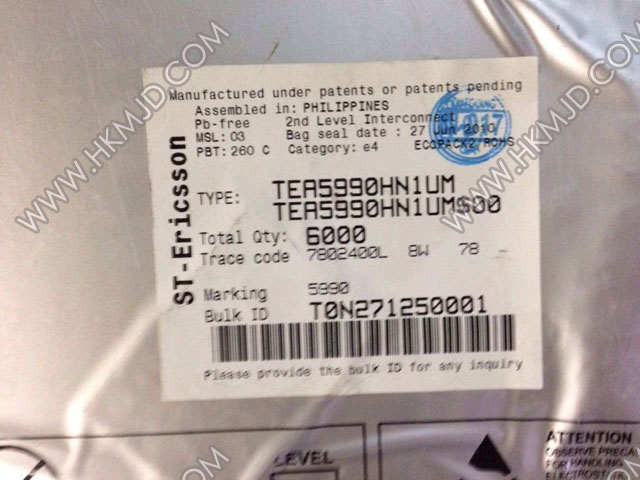 Manufactured under patents or patents pending
Assembled in: PHILIPPINES
Pb-free 2nd Level Interconnect
MSL: 03 Bag seal date : 27 Jun 2010
PBT: 260 C Category: e4 ECOPACK2/ROHS
ST-Ericsson
TYPE: TEA5990HN1UM
TEA5990HN1UMS00
Total Qty: 6000
Trace code 7802400L 8W 78
Marking 5990
Bulk ID T0N271250001
Please provide the bulk ID for any inquiry
LEVEL
ATTENTION
OBSERVE PRECA
FOR HANDLING
ELECTROSTA
WWW.HKMJD.COM
WWW.HKMJD.COM
WWW.HKMJD.COM